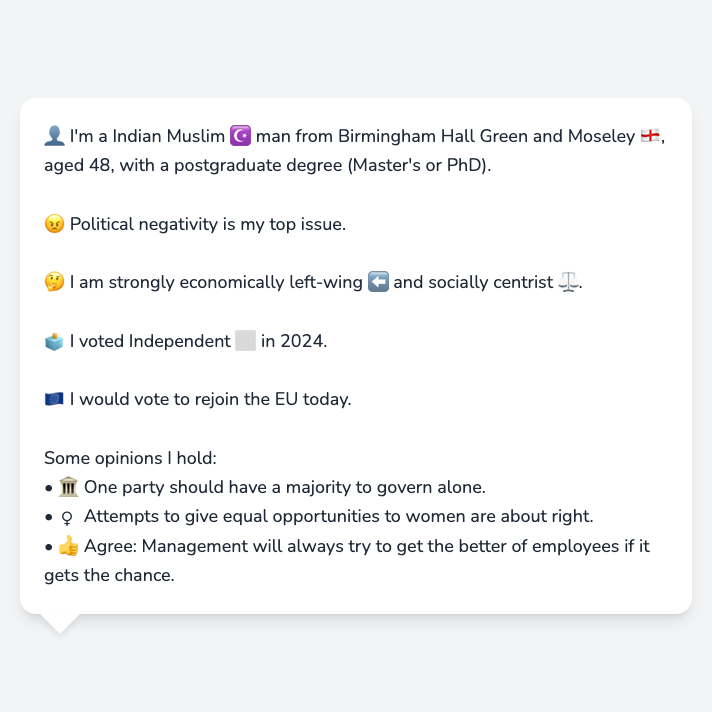 👤 I'm a Indian Muslim ☪️ man from Birmingham Hall Green and Moseley 🏴󠁧󠁢󠁥󠁮󠁧󠁿,
aged 48, with a postgraduate degree (Master's or PhD).
😠 Political negativity is my top issue.
🤔 I am strongly economically left-wing ⬅️ and socially centrist ⚖️.
🗳️ I voted Independent ⬜ in 2024.
🇪🇺 I would vote to rejoin the EU today.
Some opinions I hold:
• 🏛️ One party should have a majority to govern alone.
• ♀ Attempts to give equal opportunities to women are about right.
• 👍 Agree: Management will always try to get the better of employees if it
gets the chance.